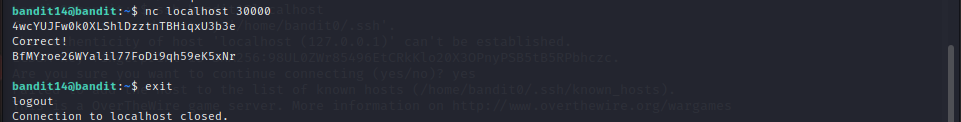 bandit14@bandit:~$ nc localhost 30000
4wcYUJFw0k0XLShlDzztnTBHiqxU3b3e
Correct!
BfMYroe26WYalil77FoDi9qh59eK5xNr
bandit14@bandit:~$ exit
logout
Connection to localhost closed.